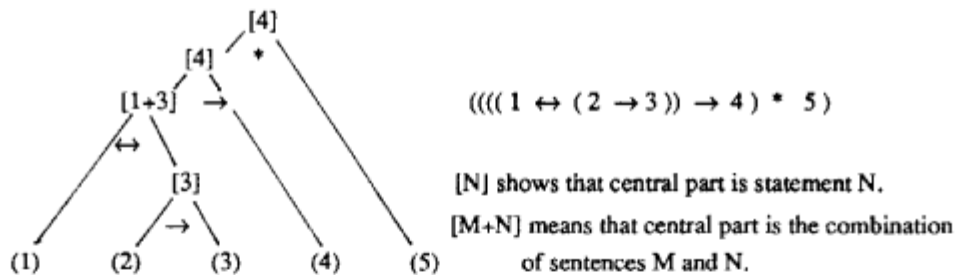 [4]
[4] *
[1+3] →
((((1 ↔ (2 → 3)) → 4) * 5)
↔
[3]
[N] shows that central part is statement N.
→
[M+N] means that central part is the combination
(1) (2) (3) (4) (5)
of sentences M and N.